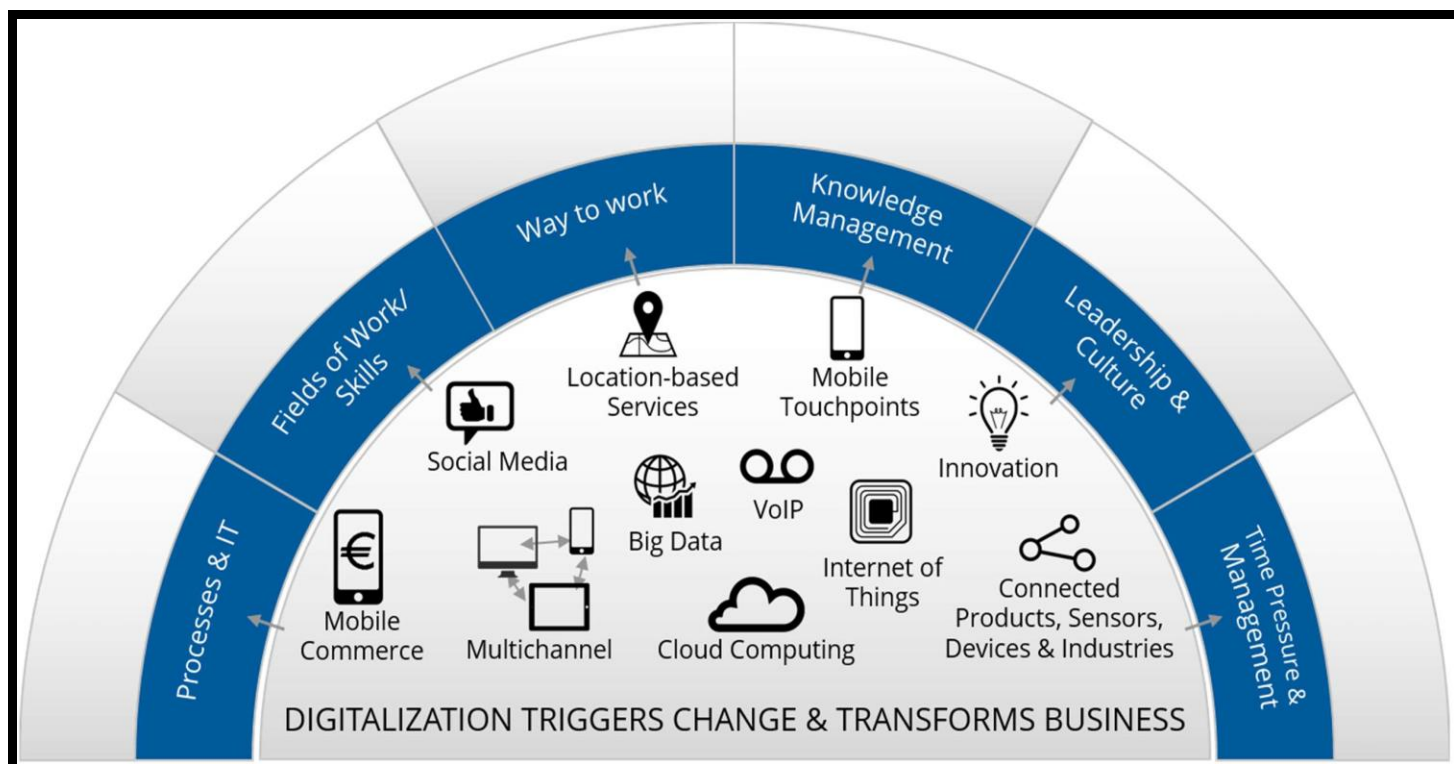 Processes & IT
Fields of Work/
Skills
Way to work
Knowledge
Management
Leadership &
Culture
Time Pressure &
Management
Location-based
Services
Mobile
Touchpoints
Social Media
Innovation
Big Data
VoIP
Internet of
Things
Mobile
Commerce
€
Multichannel
Cloud Computing
Connected
Products, Sensors,
Devices & Industries
DIGITALIZATION TRIGGERS CHANGE & TRANSFORMS BUSINESS